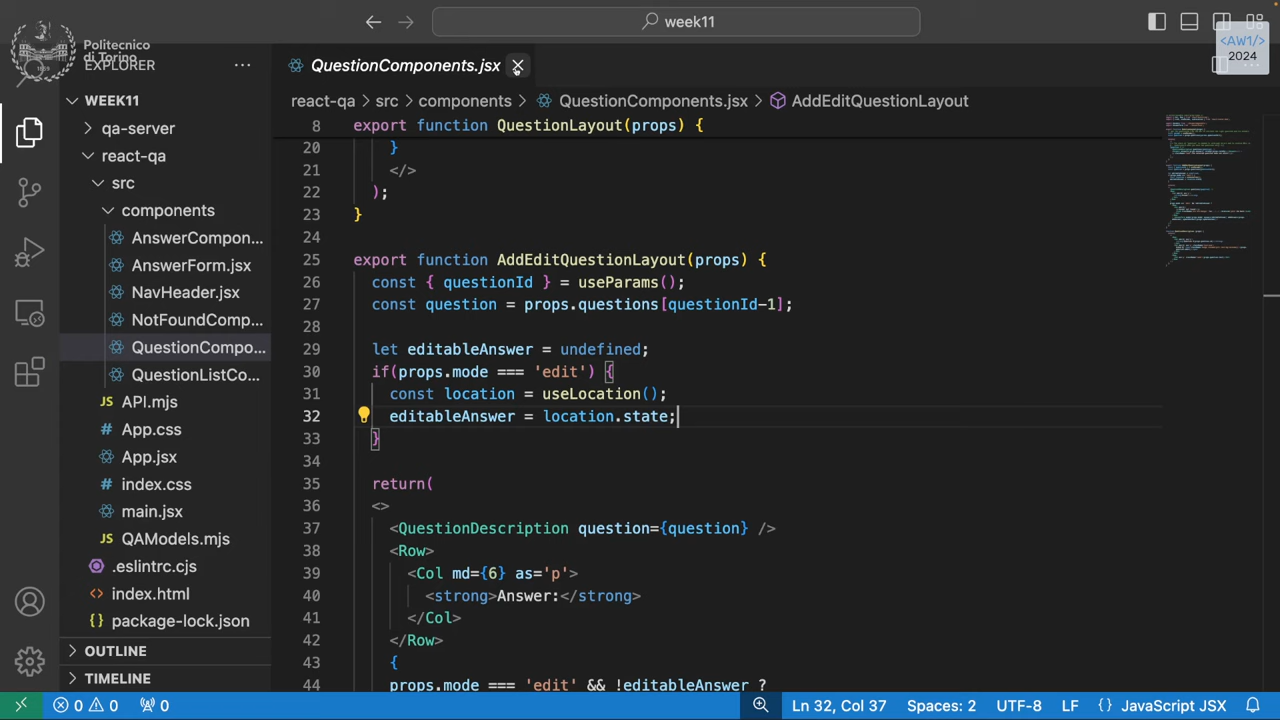 week11
Politecnico
di Torino
<AW1/>
2024
EXPLORER
WEEK11
qa-server
react-qa
src
components
AnswerCompon...
AnswerForm.jsx
NavHeader.jsx
NotFoundComp...
QuestionCompo...
QuestionListCo...
API.mjs
App.css
App.jsx
index.css
main.jsx
QAModels.mjs
.eslintrc.cjs
index.html
package-lock.json
OUTLINE
TIMELINE
QuestionComponents.jsx
react-qa > src > components > QuestionComponents.jsx > AddEditQuestionLayout
8 export function QuestionLayout(props) {
20 }
21 </>
22 );
23 }
24
25 export function AddEditQuestionLayout(props) {
26 const { questionId } = useParams();
27 const question = props.questions[questionId-1];
28
29 let editableAnswer = undefined;
30 if(props.mode === 'edit') {
31 const location = useLocation();
32 editableAnswer = location.state;
33 }
34
35 return(
36 <>
37 <QuestionDescription question={question} />
38 <Row>
39 <Col md={6} as='p'>
40 <strong>Answer:</strong>
41 </Col>
42 </Row>
43 {
44 props.mode === 'edit' && !editableAnswer ?
0 0 0 Ln 32, Col 37 Spaces: 2 UTF-8 LF {} JavaScript JSX